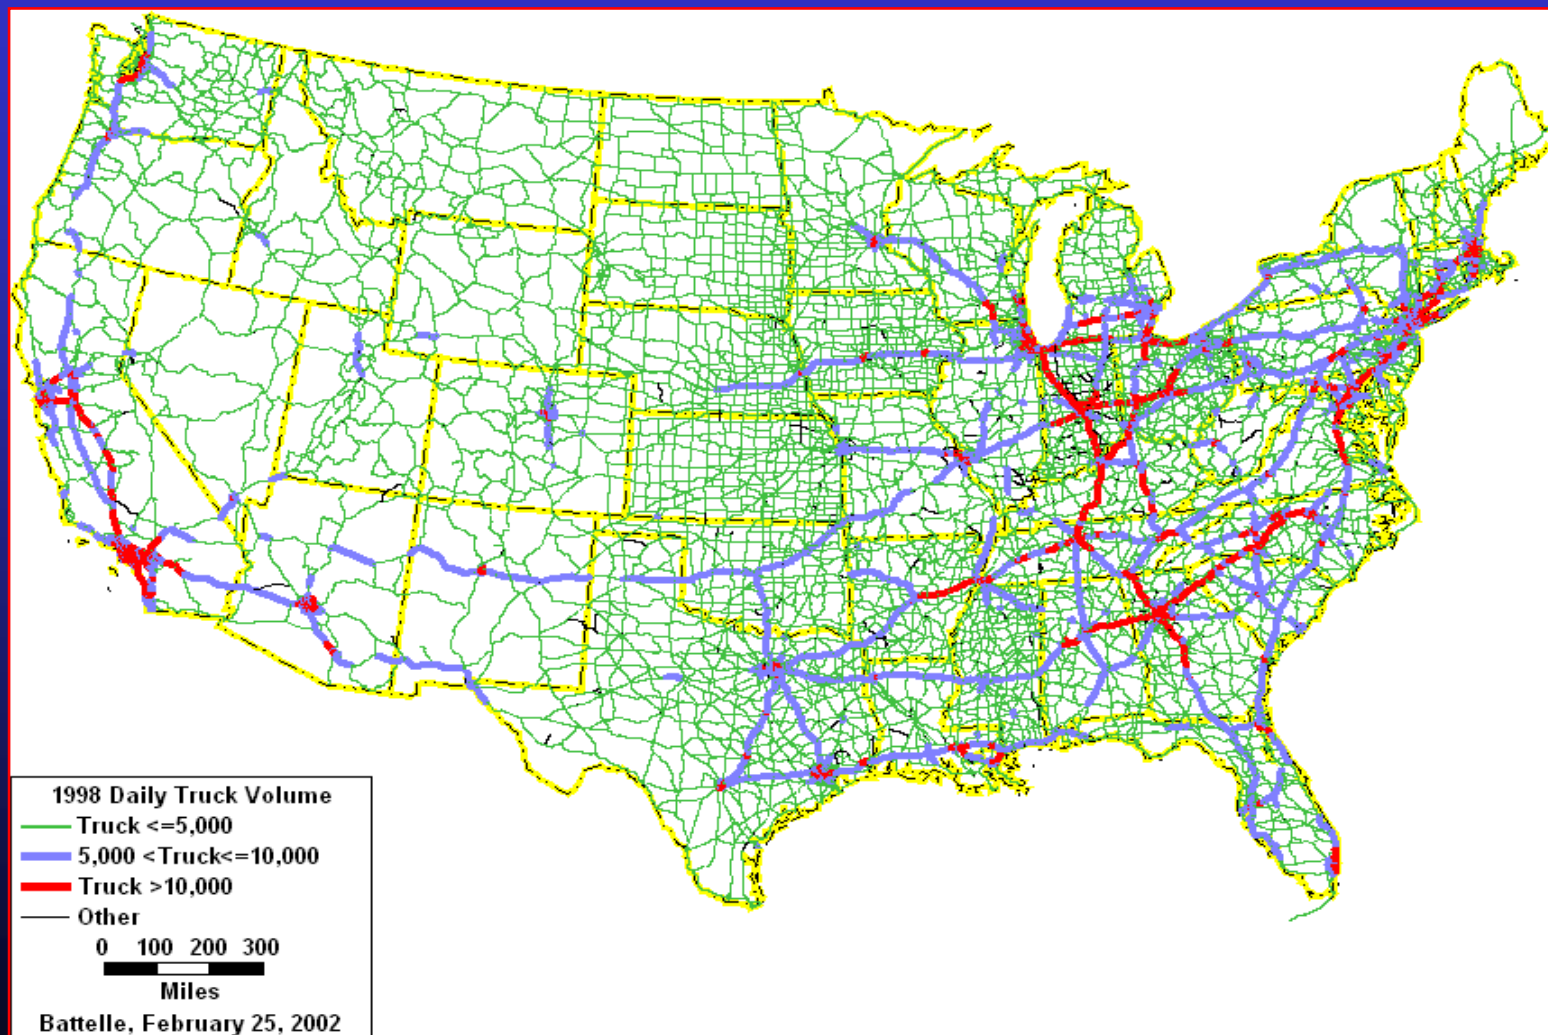 1998 Daily Truck Volume
Truck <=5,000
5,000 <Truck<=10,000
Truck >10,000
Other
0 100 200 300
Miles
Battelle, February 25, 2002